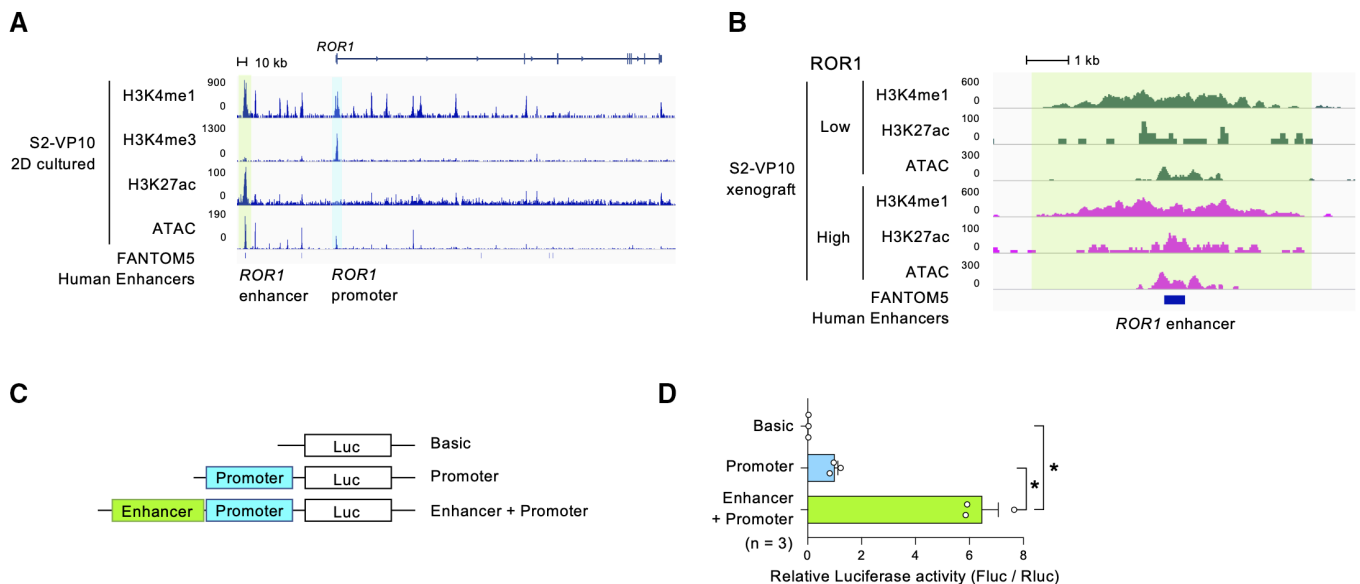 A
ROR1
10 kb
S2-VP10
2D cultured
H3K4me1
900
0
H3K4me3
1300
0
H3K27ac
100
0
ATAC
190
0
FANTOM5
Human Enhancers
ROR1
enhancer
ROR1
promoter
B
ROR1
1 kb
S2-VP10
xenograft
Low
H3K4me1
600
0
H3K27ac
100
0
ATAC
300
0
High
H3K4me1
600
0
H3K27ac
100
0
ATAC
300
0
FANTOM5
Human Enhancers
ROR1 enhancer
C
Luc
Basic
Promoter
Luc
Promoter
Enhancer
Promoter
Luc
Enhancer + Promoter
D
Basic
Promoter
Enhancer
+ Promoter
(n = 3)
*
*
0 2 4 6 8
Relative Luciferase activity (Fluc / Rluc)